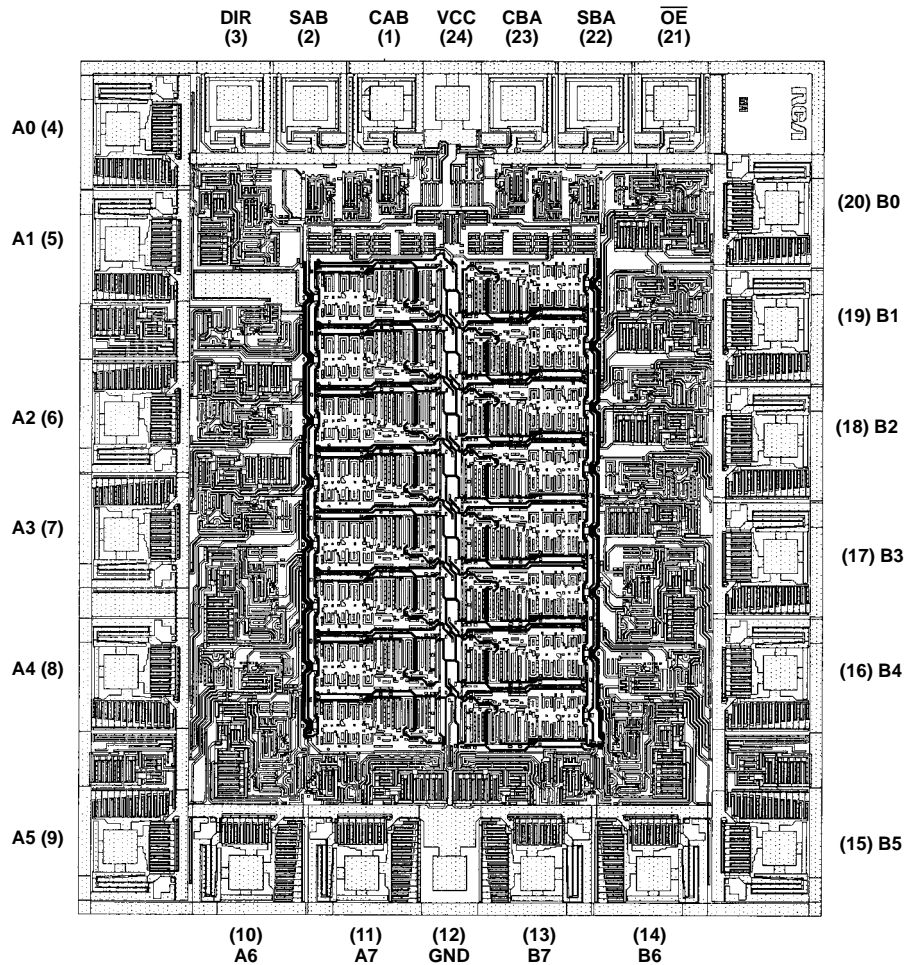 DIR SAB CAB VCC CBA SBA OE
(3) (2) (1) (24) (23) (22) (21)
RCA
A0 (4)
(20) B0
A1 (5)
(19) B1
A2 (6)
(18) B2
A3 (7)
(17) B3
A4 (8)
(16) B4
A5 (9)
(15) B5
(10) (11) (12) (13) (14)
A6 A7 GND B7 B6